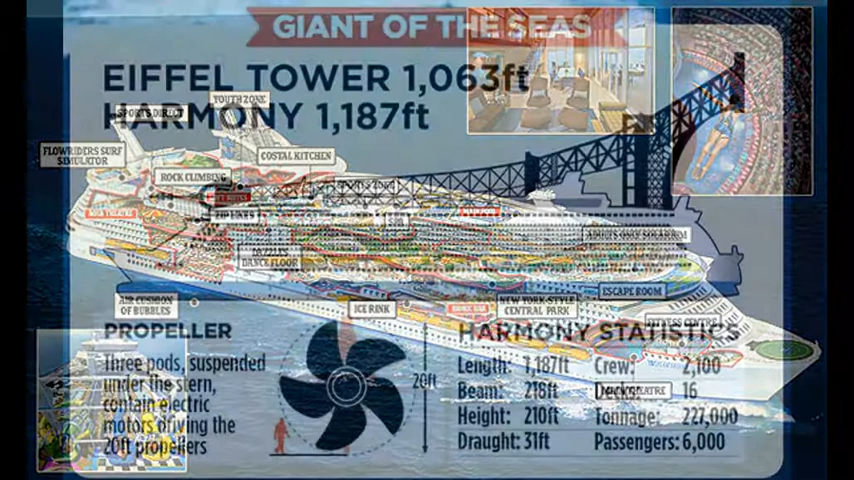 GIANT OF THE SEAS
EIFFEL TOWER 1,063ft
HARMONY 1,187ft
YOUTH ZONE
SPORTS DIRECT
FLOWRIDERS SURF
SIMULATOR
COSTAL KITCHEN
ROCK CLIMBING
ZIP LINES
ADULTS ONLY SOLARIUM
DAZZLES
DANCE FLOOR
ESCAPE ROOM
AIR CUSHION
OF BUBBLES
ICE RINK
NEW YORK-STYLE
CENTRAL PARK
PROPELLER
Three pods, suspended
under the stern,
contain electric
motors driving the
20ft propellers
20ft
HARMONY STATISTICS
Length: 1,187ft Crew: 2,100
Beam: 218ft 16
Height: 210ft Tonnage: 227,000
Draught: 31ft Passengers: 6,000